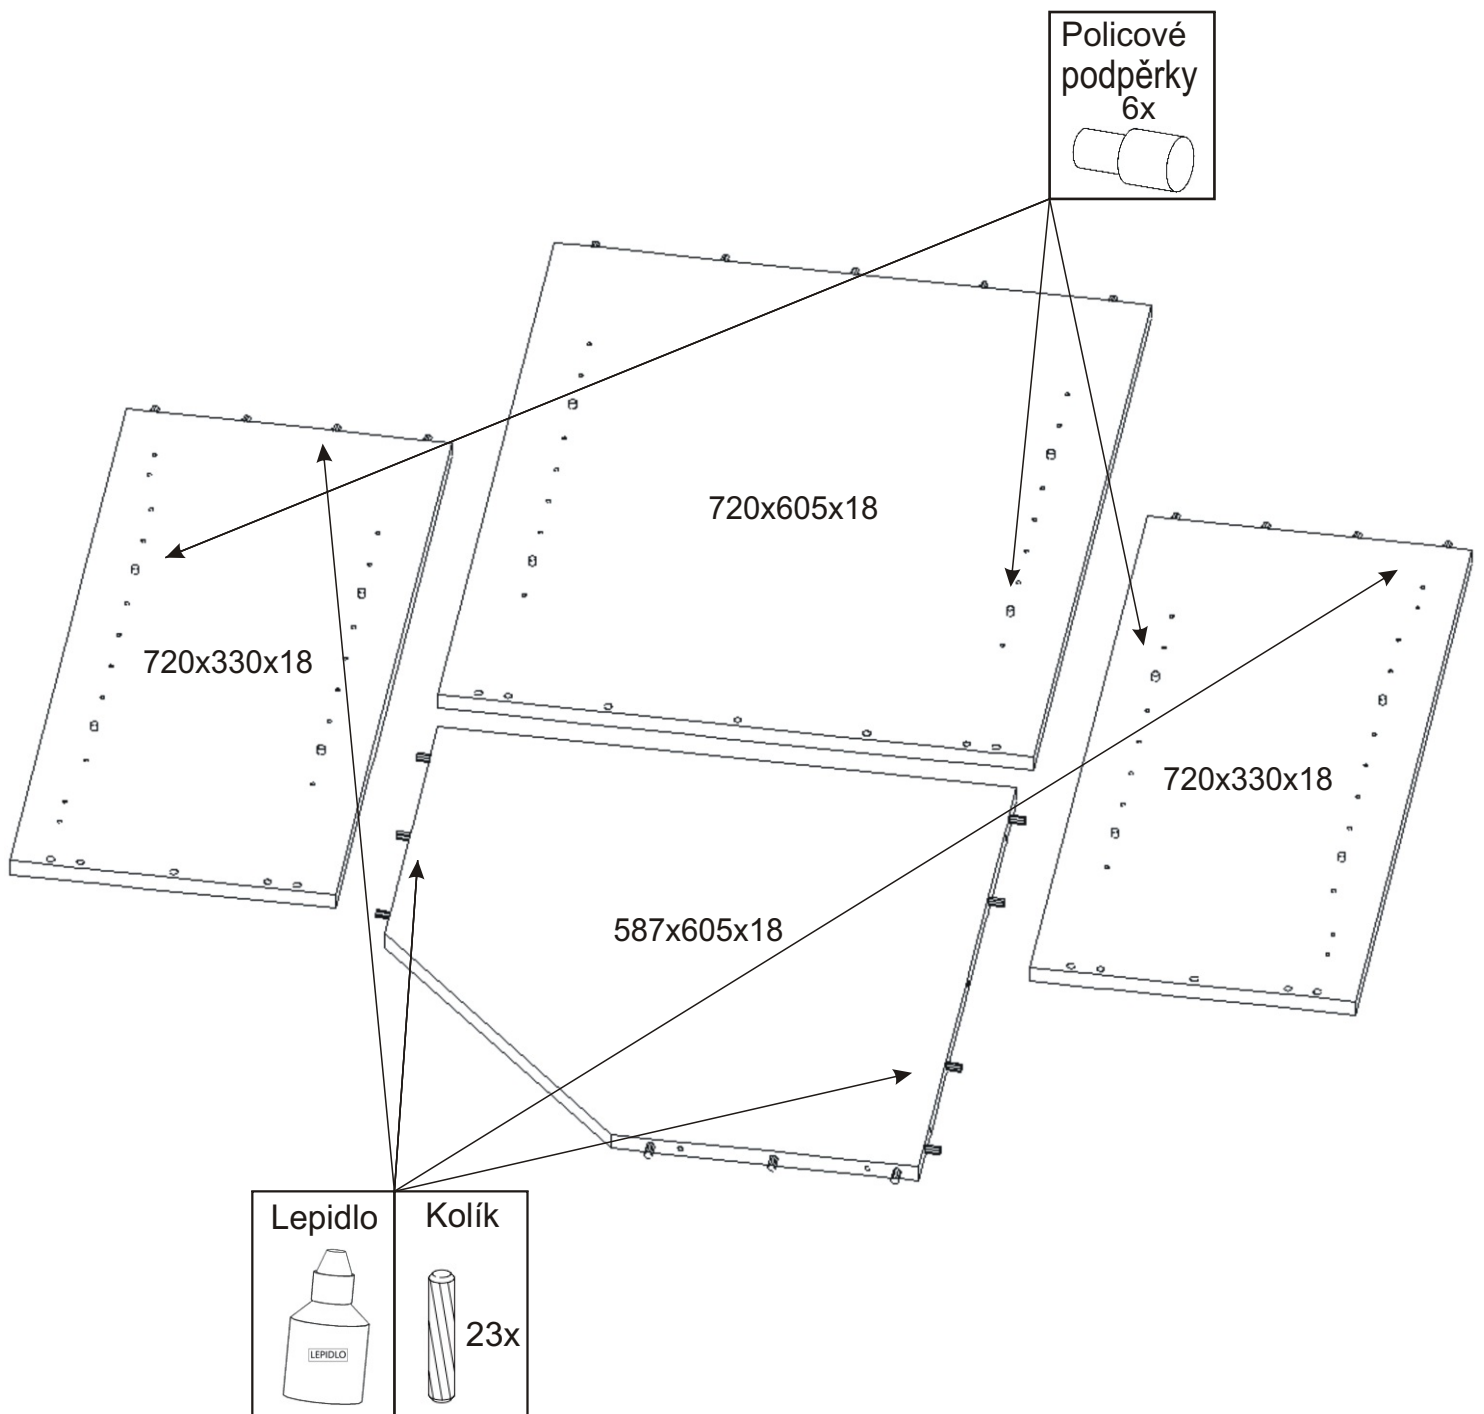 Policové
podpěrky
6x
720x605x18
720x330x18
720x330x18
587x605x18
Lepidlo
LEPIDLO
Kolík
23x